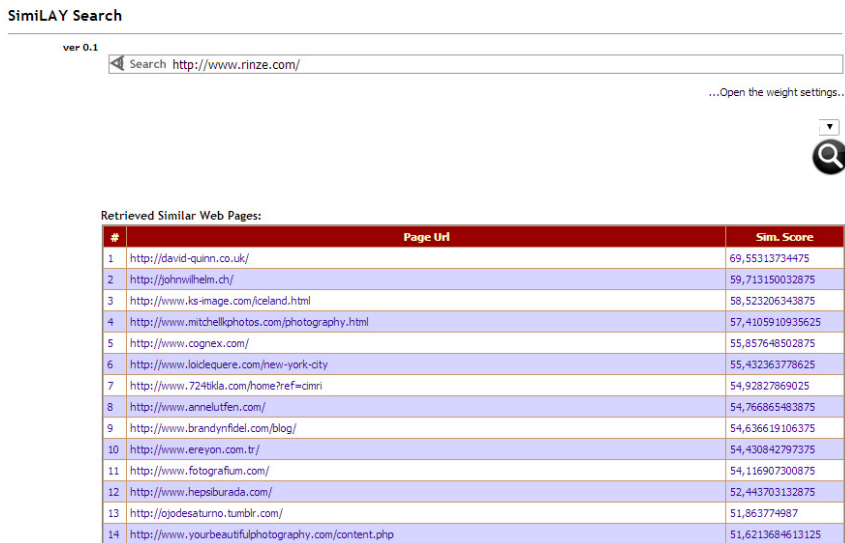 SimiLAY Search
ver 0.1
Search http://www.rinze.com/
...Open the weight settings..
Retrieved Similar Web Pages:
# Page Url Sim. Score
1 http://david-quinn.co.uk/ 69,55313734475
2 http://johnwilhelm.ch/ 59,713150032875
3 http://www.ks-image.com/iceland.html 58,523206343875
4 http://www.mitchellkphotos.com/photography.html 57,4105910935625
5 http://www.cognex.com/ 55,857648502875
6 http://www.loiclequere.com/new-york-city 55,432363778625
7 http://www.724tikla.com/home?ref=cimri 54,92827869025
8 http://www.annelutfen.com/ 54,766865483875
9 http://www.brandynfidel.com/blog/ 54,636619106375
10 http://www.ereyon.com.tr/ 54,430842797375
11 http://www.fotografium.com/ 54,116907300875
12 http://www.hepsiburada.com/ 52,443703132875
13 http://ojodesaturno.tumblr.com/ 51,863774987
14 http://www.yourbeautifulphotography.com/content.php 51,6213684613125